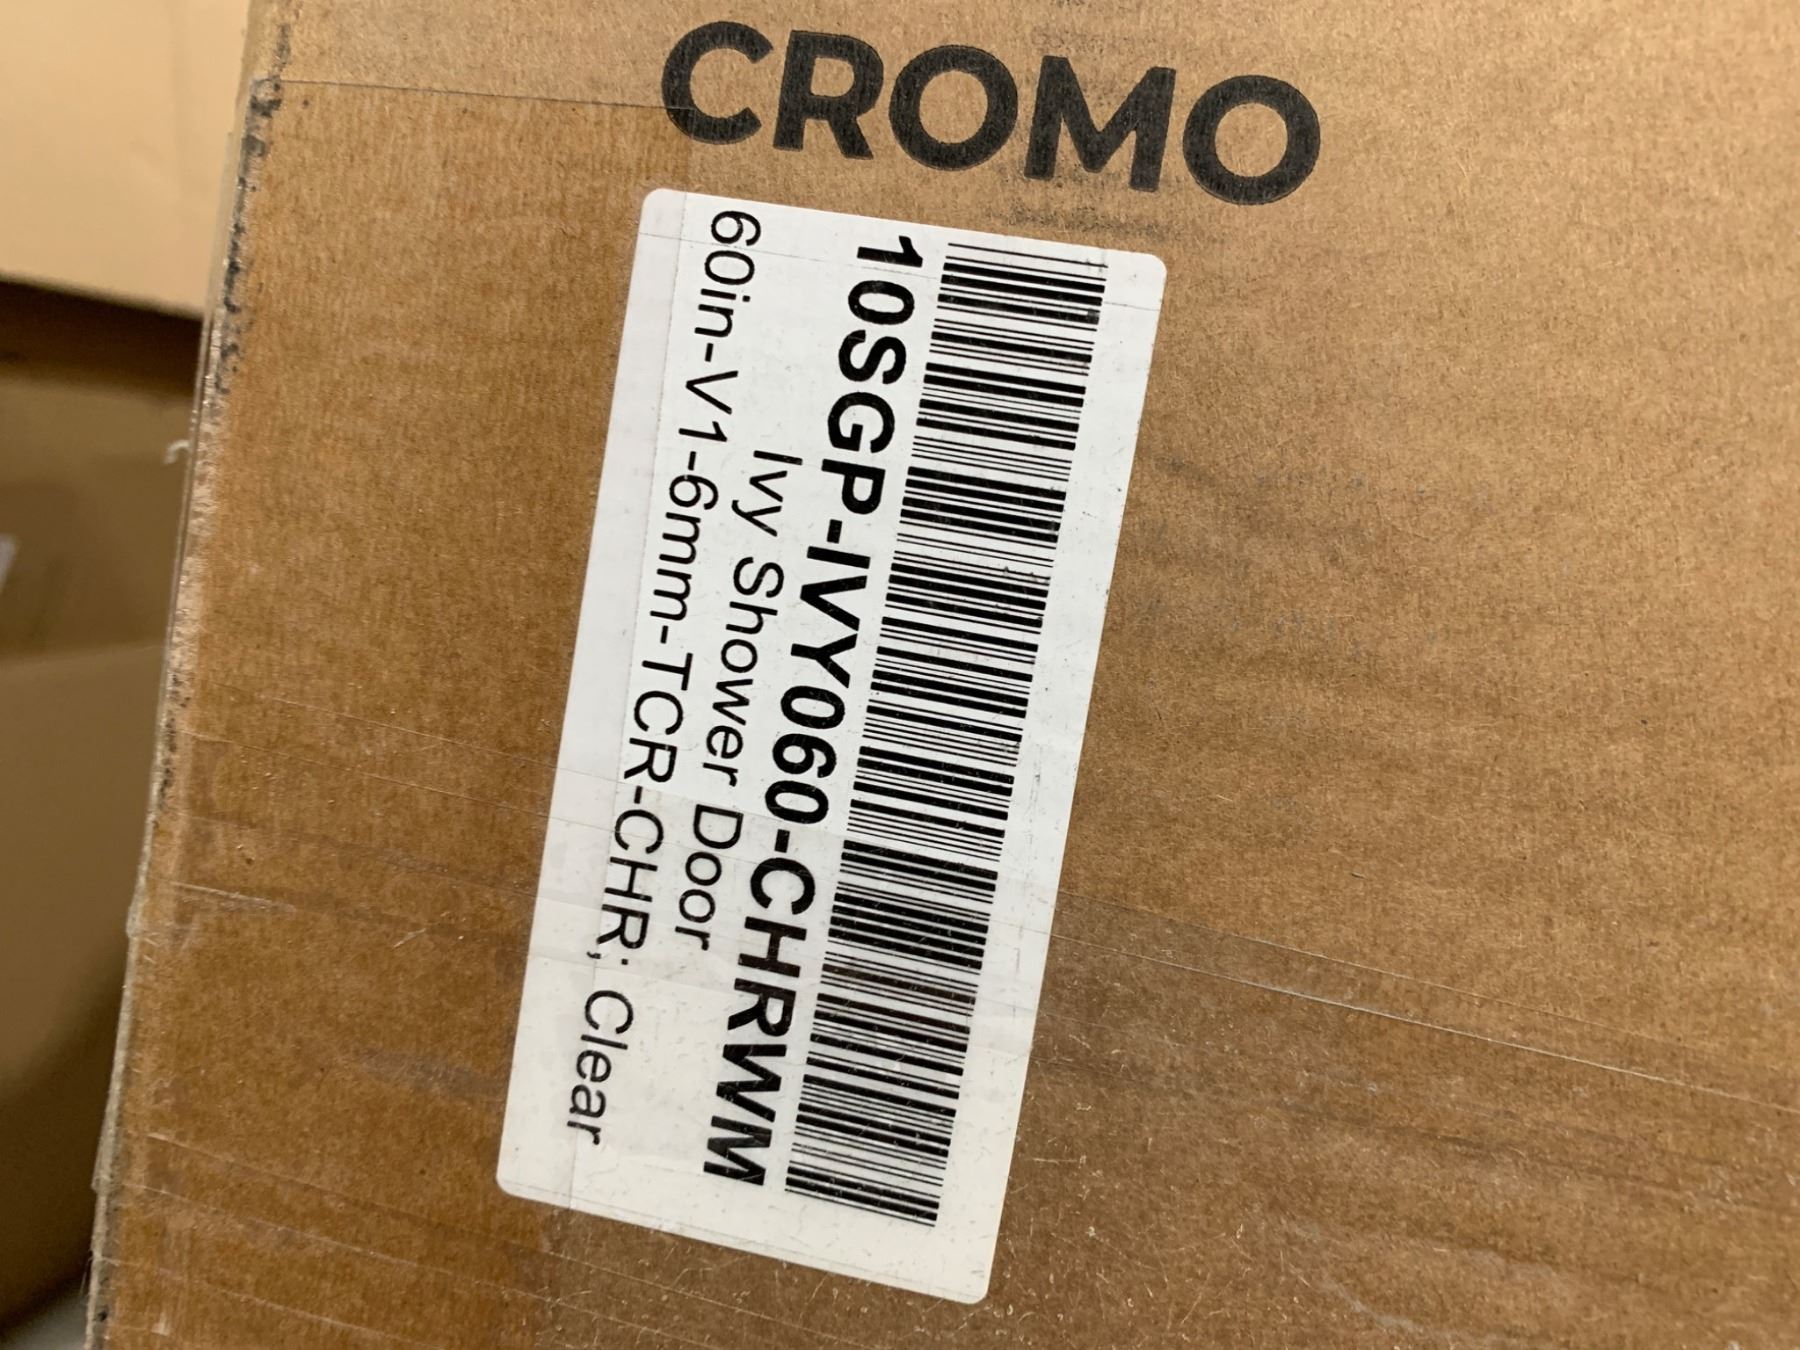 CROMO
10SGP-IVY060-CHRWM
Ivy Shower Door
60in-V1-6mm-TCR-CHR; Clear